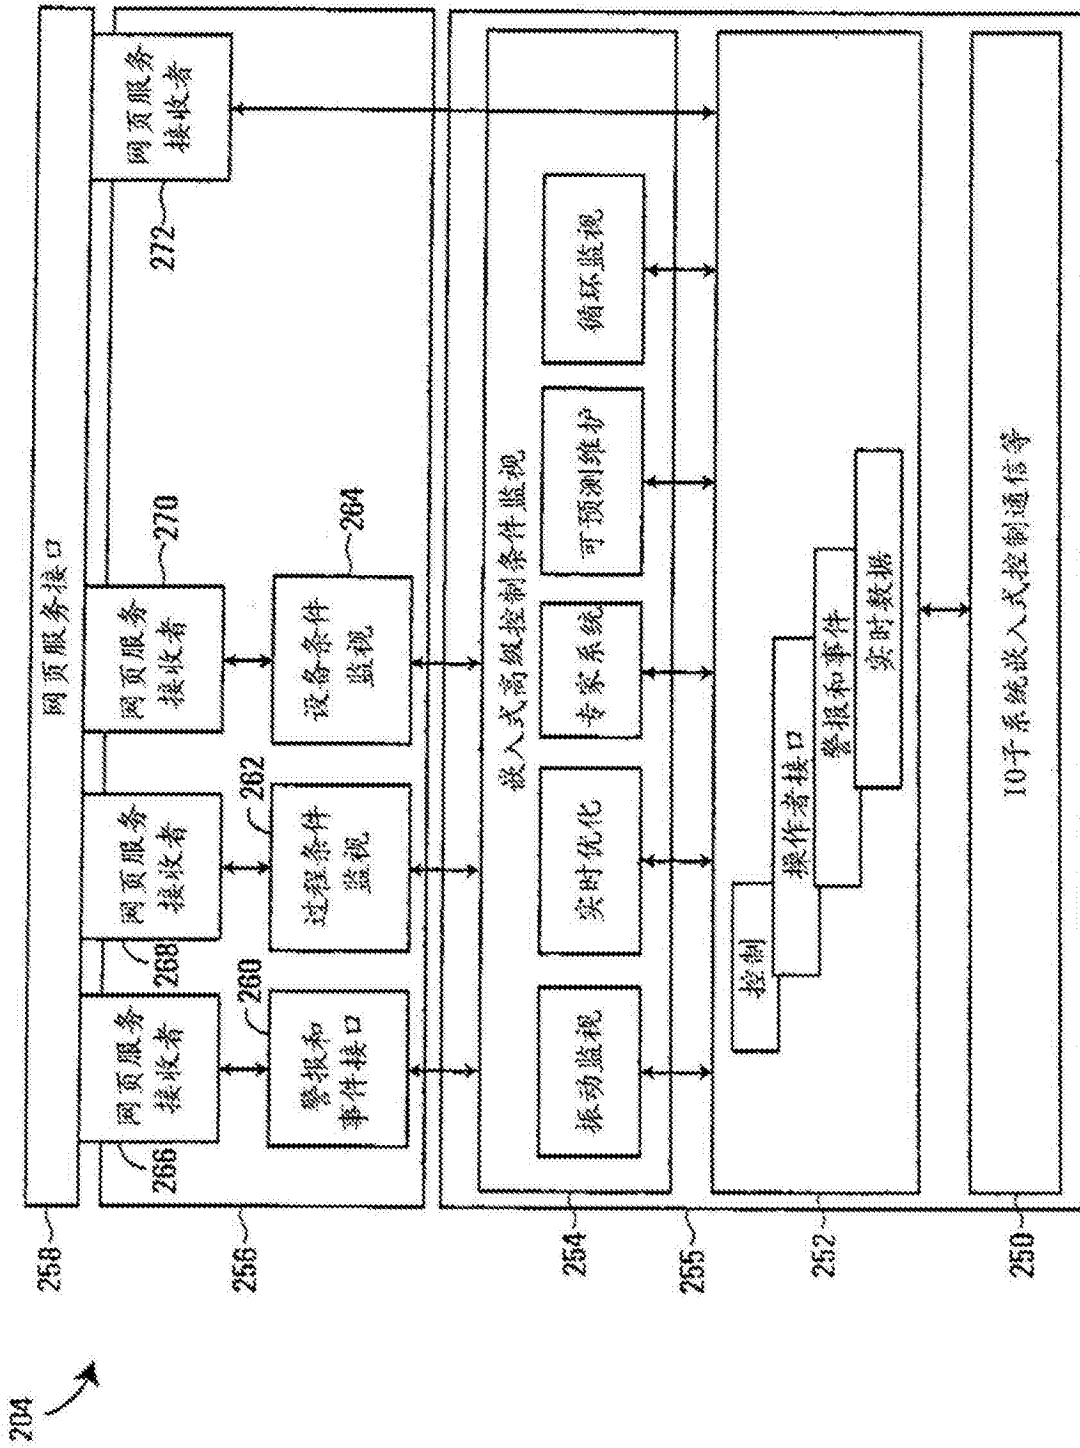 204
258
网页服务接口
266
网页服务
接收者
268
网页服务
接收者
270
网页服务
接收者
272
网页服务
接收者
256
260
警报和
事件接口
262
过程条件
监视
264
设备条件
监视
254
嵌入式高级控制条件监视
振动监视
实时优化
专家系统
可预测维护
循环监视
255
252
控制
操作者接口
警报和事件
实时数据
250
IO子系统嵌入式控制通信等